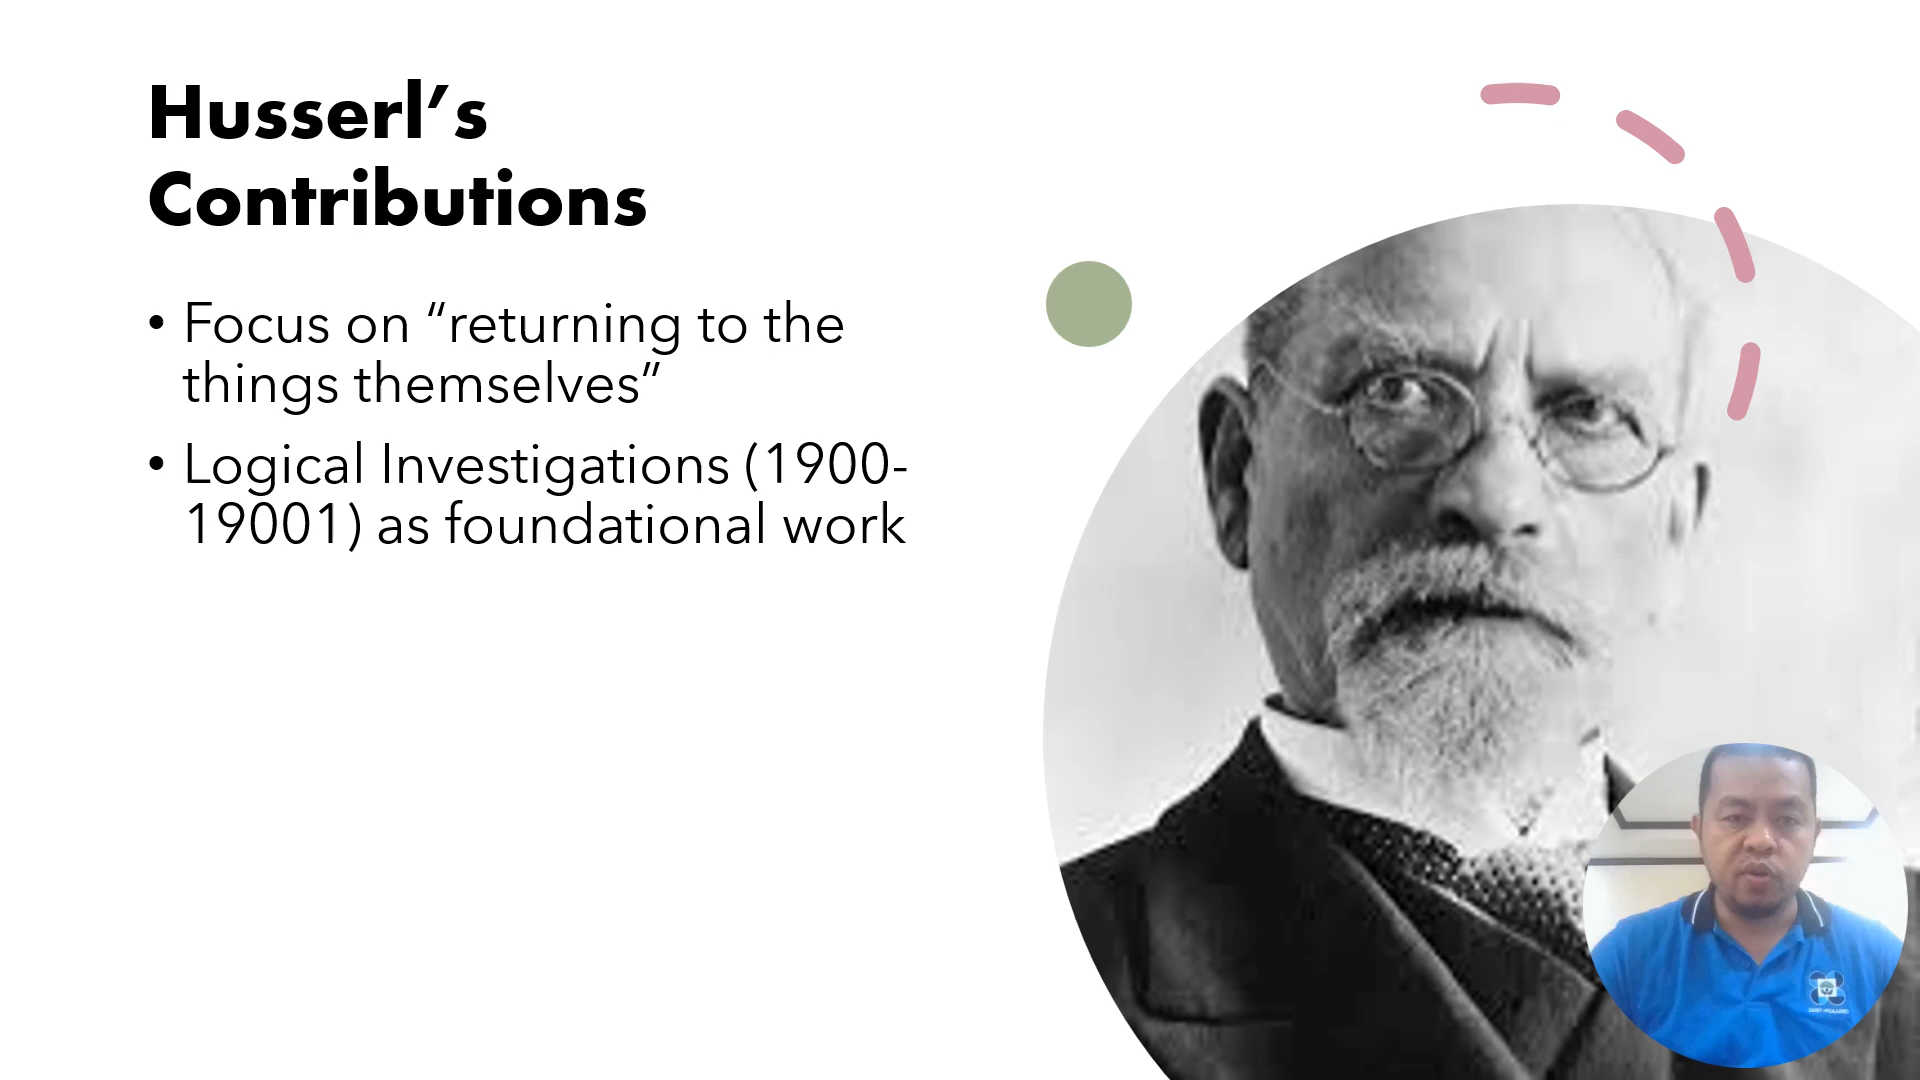 Husserl’s
Contributions
• Focus on “returning to the
things themselves”
• Logical Investigations (1900-
19001) as foundational work